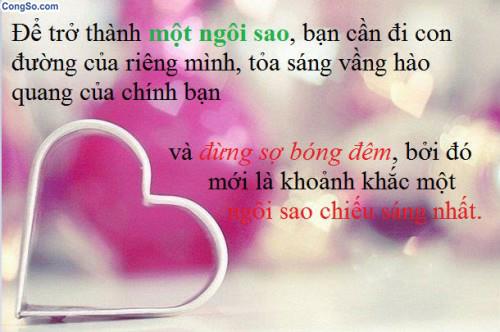 CongSo.com
Để trở thành một ngôi sao, bạn cần đi con
đường của riêng mình, tỏa sáng vầng hào
quang của chính bạn
và đừng sợ bóng đêm, bởi đó
mới là khoảnh khắc một
ngôi sao chiếu sáng nhất.